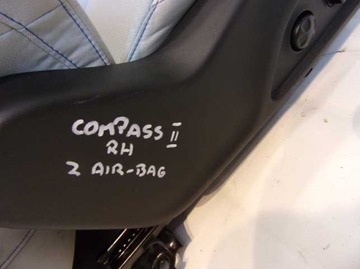 COMPASS II
RH
2 AIR-BAG